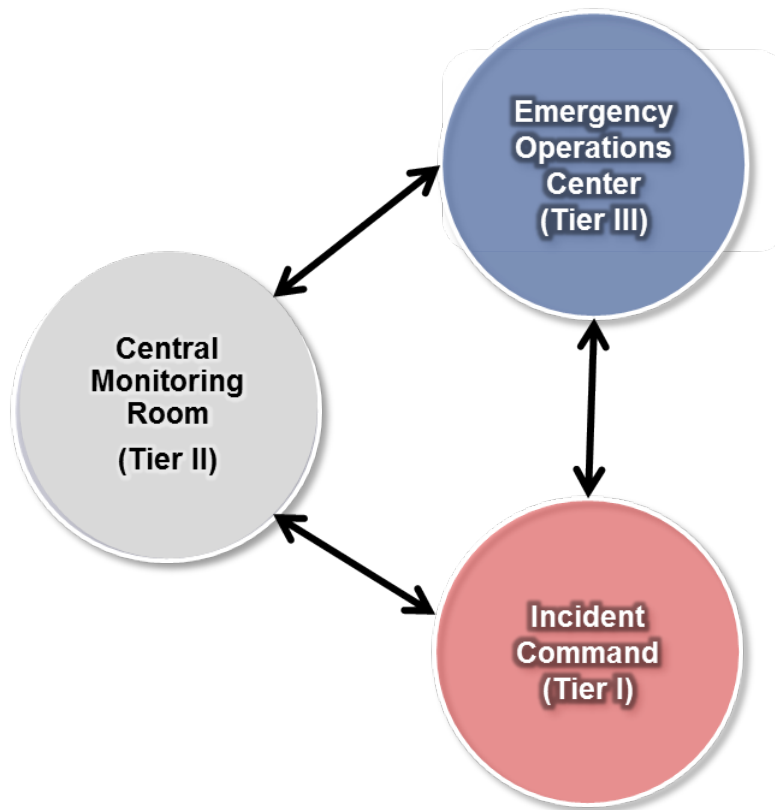 Emergency
Operations
Center
(Tier III)
Central
Monitoring
Room
(Tier II)
Incident
Command
(Tier I)